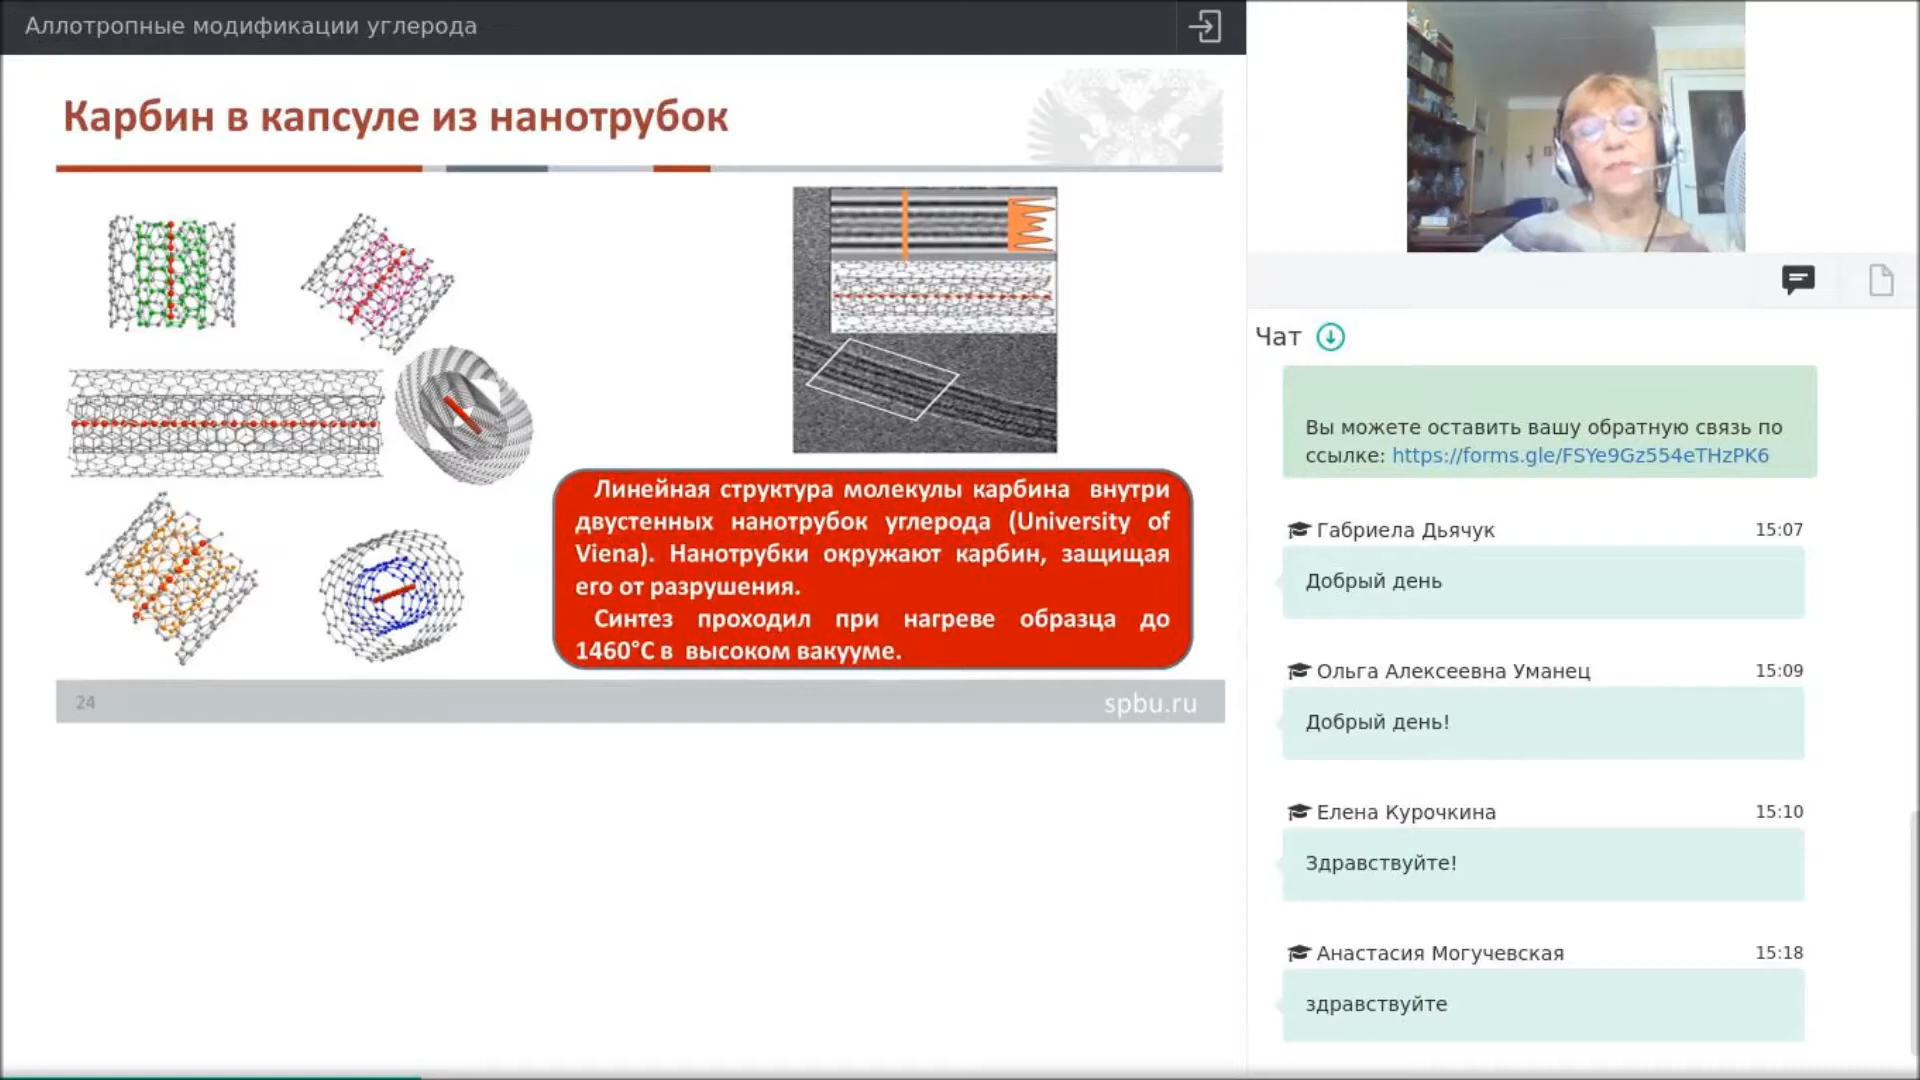 Аллотропные модификации углерода
Карбин в капсуле из нанотрубок
Линейная структура молекулы карбина внутри
двустенных нанотрубок углерода (University of
Viena). Нанотрубки окружают карбин, защищая
его от разрушения.
Синтез проходил при нагреве образца до
1460°С в высоком вакууме.
24
spbu.ru
Чат
Вы можете оставить вашу обратную связь по
ссылке: https://forms.gle/FSYe9Gz554eTHzPK6
Габриела Дьячук 15:07
Добрый день
Ольга Алексеевна Уманец 15:09
Добрый день!
Елена Курочкина 15:10
Здравствуйте!
Анастасия Могучевская 15:18
здравствуйте